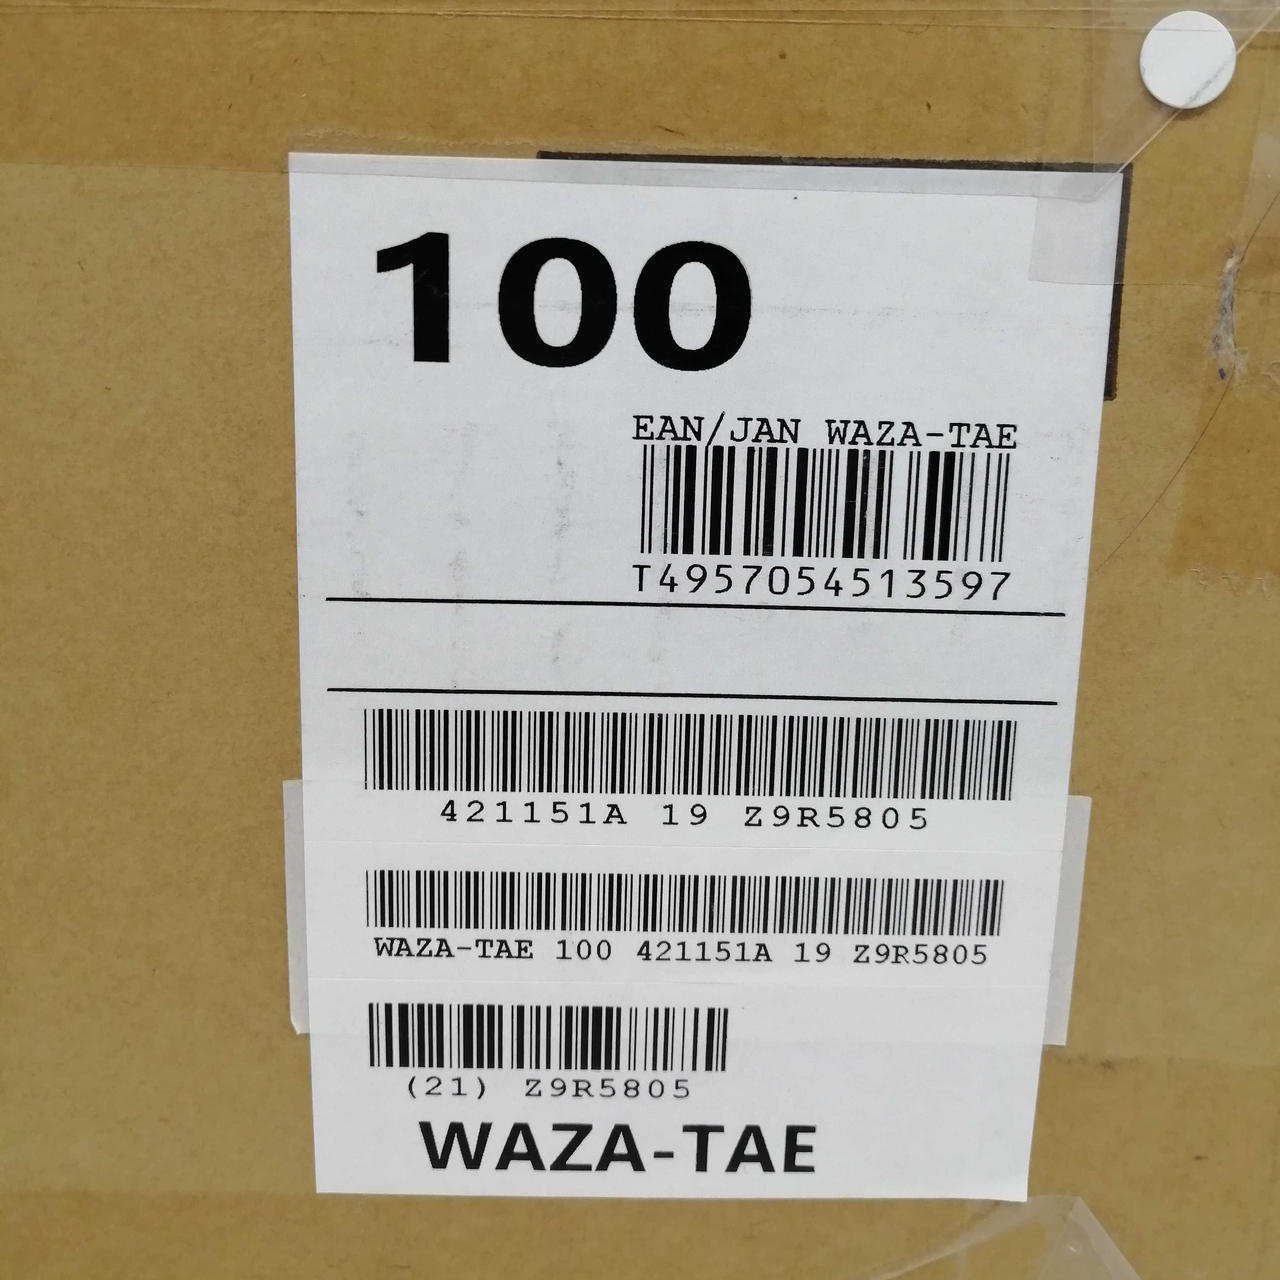 100
EAN/JAN WAZA-TAE
T4957054513597
421151A 19 Z9R5805
WAZA-TAE 100 421151A 19 Z9R5805
(21) Z9R5805
WAZA-TAE